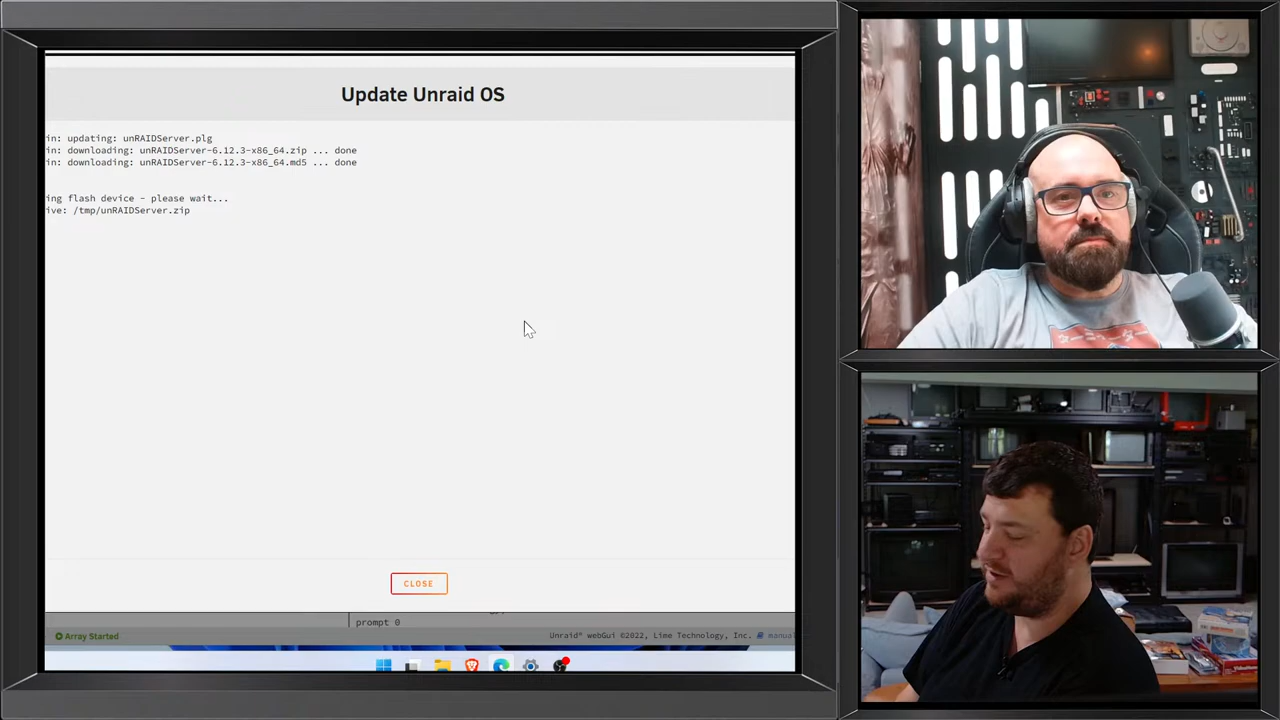 Update Unraid OS
in: updating: unRAIDServer.plg
in: downloading: unRAIDServer-6.12.3-x86_64.zip ... done
in: downloading: unRAIDServer-6.12.3-x86_64.md5 ... done
ing flash device - please wait...
ive: /tmp/unRAIDServer.zip
CLOSE
prompt 0
Array Started
Unraid® webGui ©2022, Lime Technology, Inc. manua